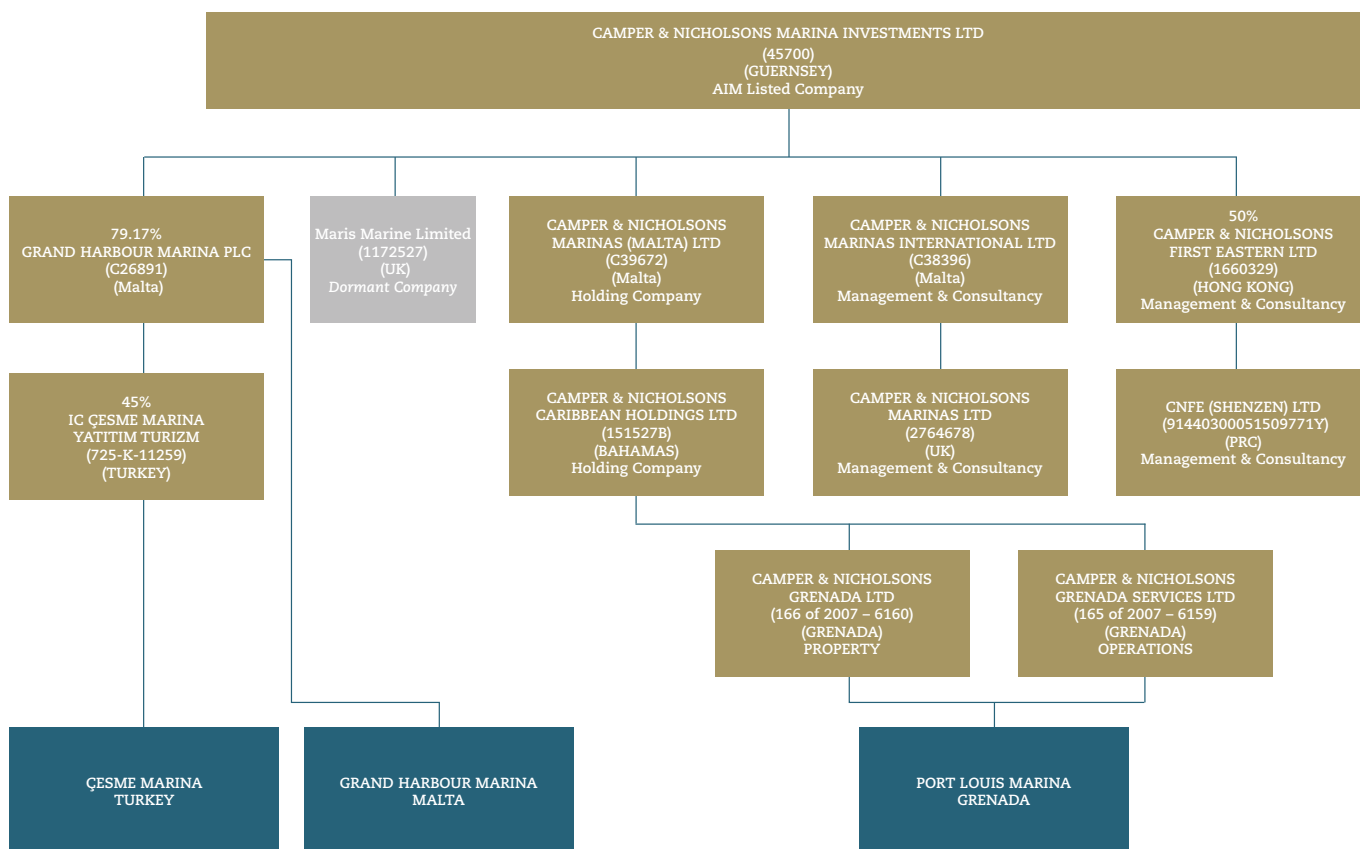 CAMPER & NICHOLSONS MARINA INVESTMENTS LTD
(45700)
(GUERNSEY)
AIM Listed Company
79.17%
GRAND HARBOUR MARINA PLC
(C26891)
(Malta)
Maris Marine Limited
(1172527)
(UK)
Dormant Company
CAMPER & NICHOLSONS
MARINAS (MALTA) LTD
(C39672)
(Malta)
Holding Company
CAMPER & NICHOLSONS
MARINAS INTERNATIONAL LTD
(C38396)
(Malta)
Management & Consultancy
50%
CAMPER & NICHOLSONS
FIRST EASTERN LTD
(1660329)
(HONG KONG)
Management & Consultancy
45%
IC ÇESME MARINA
YATITIM TURIZM
(725-K-11259)
(TURKEY)
CAMPER & NICHOLSONS
CARIBBEAN HOLDINGS LTD
(151527B)
(BAHAMAS)
Holding Company
CAMPER & NICHOLSONS
MARINAS LTD
(2764678)
(UK)
Management & Consultancy
CNFE (SHENZEN) LTD
(91440300051509771Y)
(PRC)
Management & Consultancy
CAMPER & NICHOLSONS
GRENADA LTD
(166 of 2007 – 6160)
(GRENADA)
PROPERTY
CAMPER & NICHOLSONS
GRENADA SERVICES LTD
(165 of 2007 – 6159)
(GRENADA)
OPERATIONS
ÇESME MARINA
TURKEY
GRAND HARBOUR MARINA
MALTA
PORT LOUIS MARINA
GRENADA